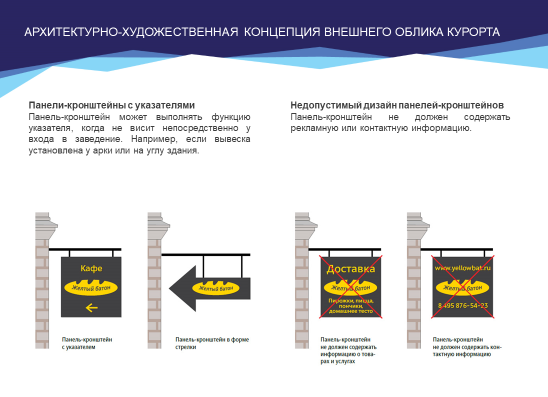 АРХИТЕКТУРНО-ХУДОЖЕСТВЕННАЯ КОНЦЕПЦИЯ ВНЕШНЕГО ОБЛИКА КУРОРТА
Панели-кронштейны с указателями
Панель-кронштейн может выполнять функцию
указателя, когда не висит непосредственно у
входа в заведение. Например, если вывеска
установлена у арки или на углу здания.
Недопустимый дизайн панелей-кронштейнов
Панель-кронштейн не должен содержать
рекламную или контактную информацию.
Кафе
Желтый батон
Панель-кронштейн
с указателем
Желтый батон
Панель-кронштейн в форме
стрелки
Доставка
Желтый батон
Пирожки, пицца,
пончики,
домашнее тесто
Панель-кронштейн
не должен содержать
информацию о това-
рах и услугах
www.yellowbat.ru
Желтый батон
8 495 876-54-23
Панель-кронштейн
не должен содержать кон-
тактную информацию